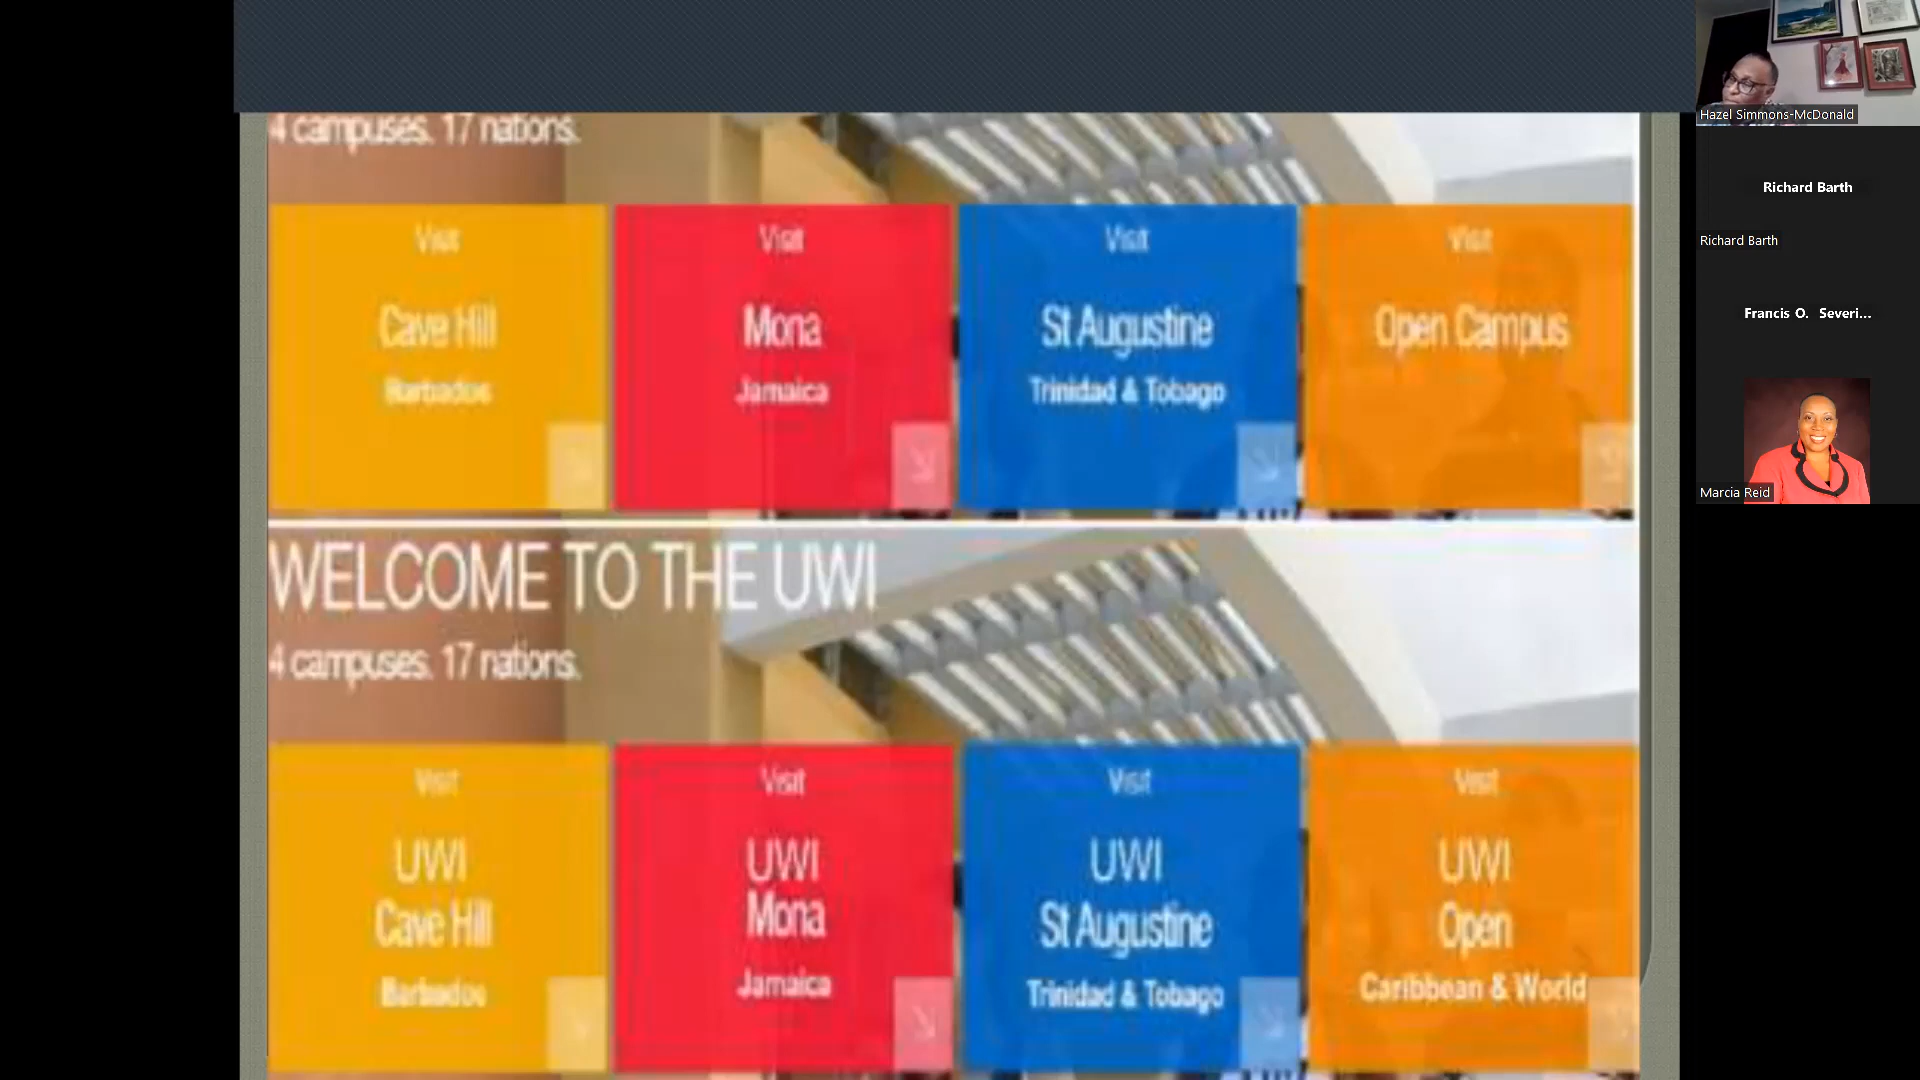 4 campuses. 17 nations.
Visit
Cave Hill
Barbados
Visit
Mona
Jamaica
Visit
St Augustine
Trinidad & Tobago
Visit
Open Campus
WELCOME TO THE UWI
4 campuses. 17 nations.
Visit
UWI
Cave Hill
Barbados
Visit
UWI
Mona
Jamaica
Visit
UWI
St Augustine
Trinidad & Tobago
Visit
UWI
Open
Caribbean & World
Hazel Simmons-McDonald
Richard Barth
Richard Barth
Francis O. Severi...
Marcia Reid